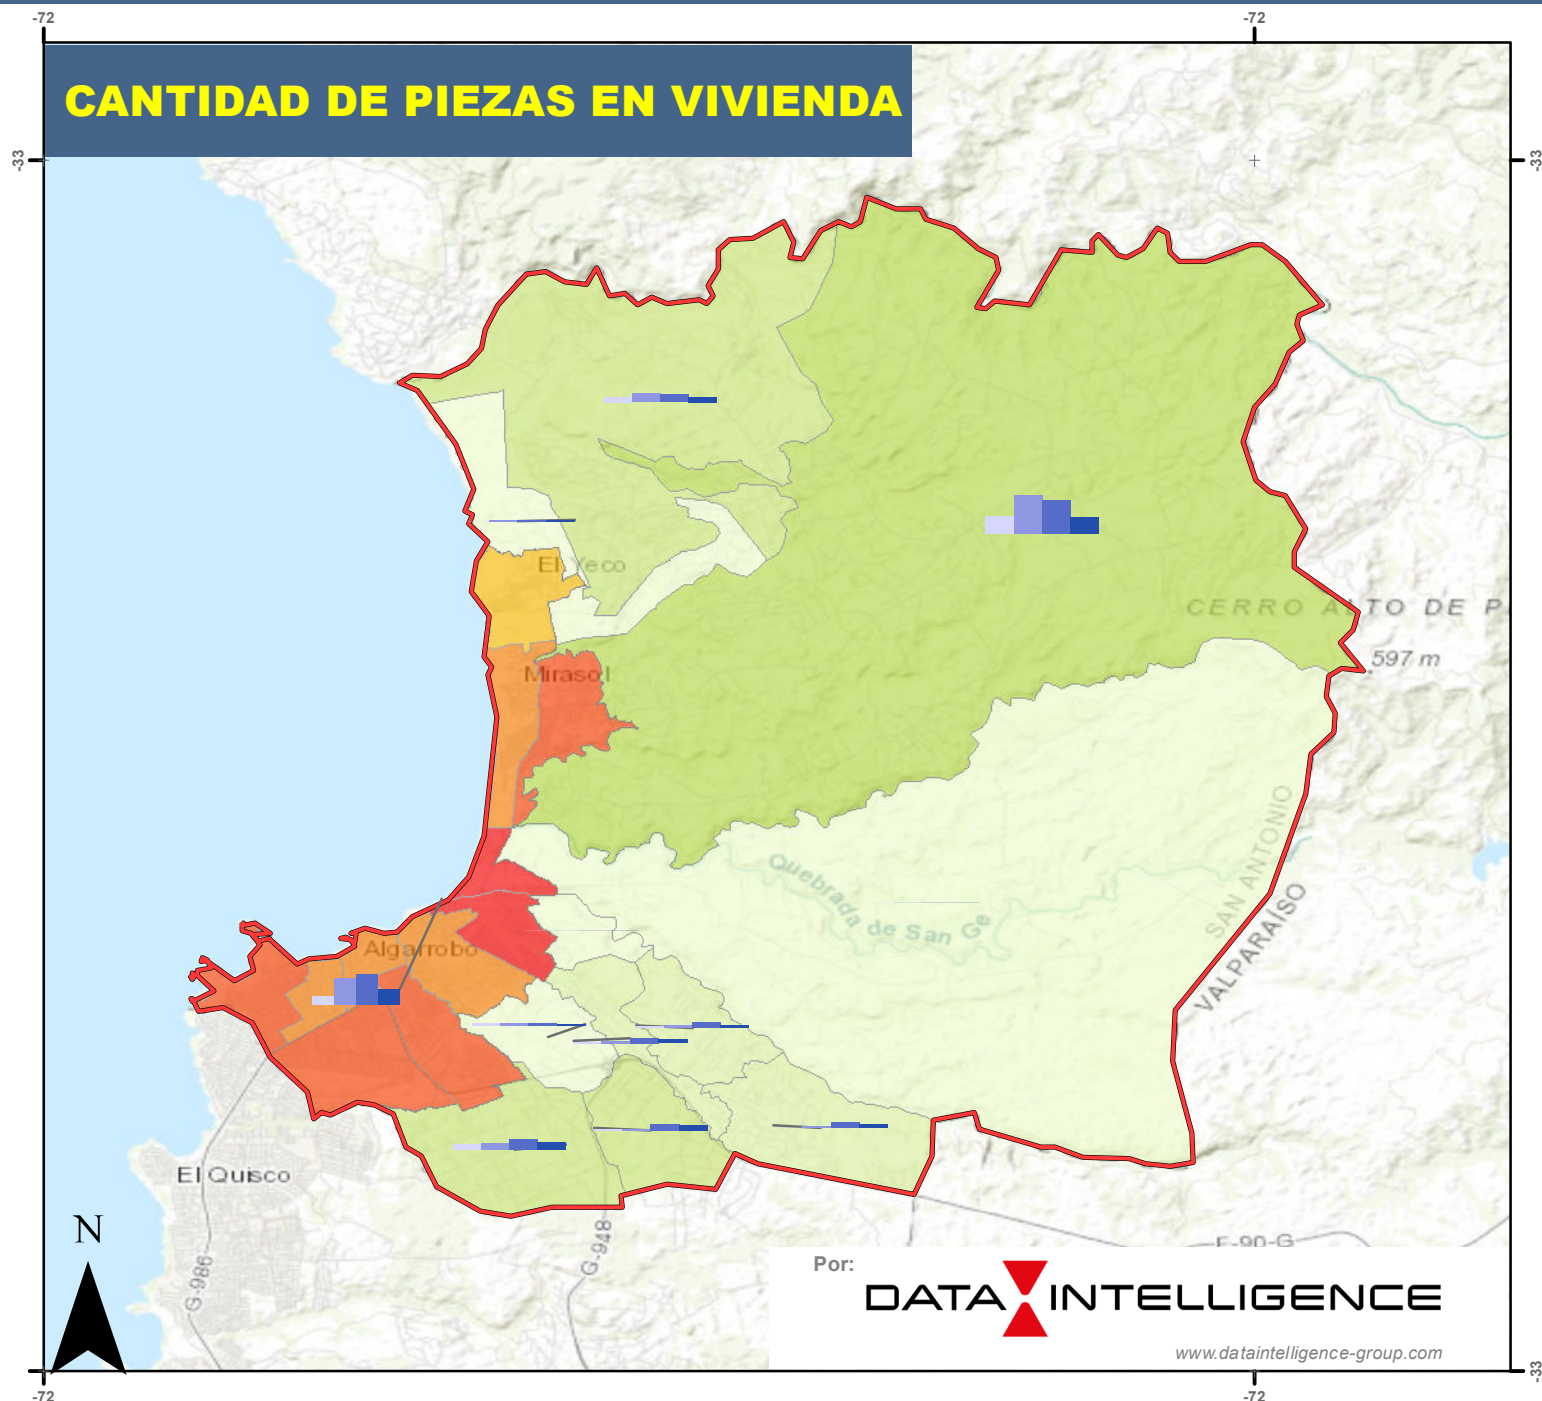 -72
-72
CANTIDAD DE PIEZAS EN VIVIENDA
-33
-33
El Yeco
CERRO ALTO DE P
597 m
Mirasol
Quebrada de San Ge
SAN ANTONIO
VALPARAÍSO
Algarrobo
El Quisco
N
G-986
G-948
F-90-G
Por:
DATA INTELLIGENCE
www.dataintelligence-group.com
-33
-72
-72